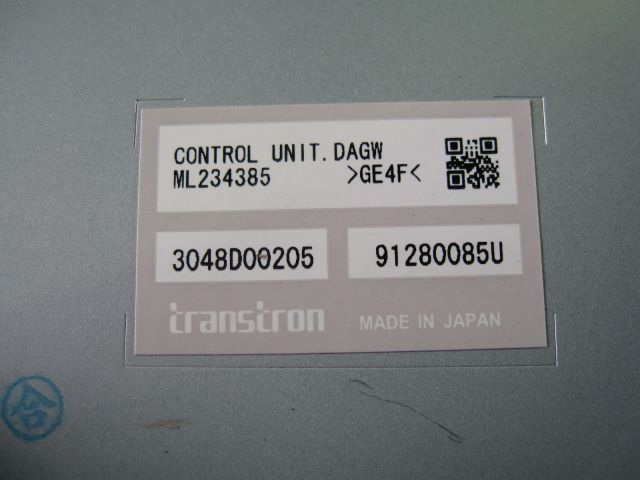 CONTROL UNIT.DAGW
ML234385 >GE4F<
3048D00205 91280085U
transtron MADE IN JAPAN
合